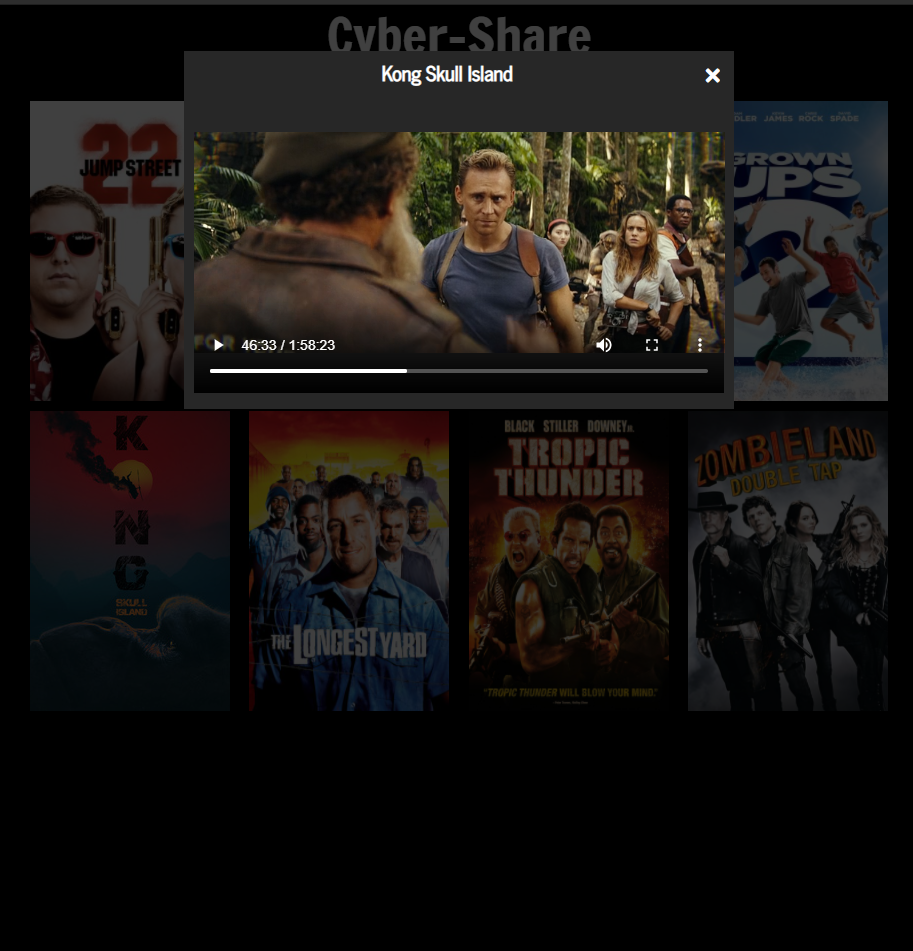 Cyber-Share
Kong Skull Island
22
JUMP STREET
DLER JAMES ROCK SPADE
GROWN
UPS
2
46:33 / 1:58:23
KONG
SKULL
ISLAND
THE LONGEST YARD
BLACK STILLER DOWNEY JR.
TROPIC
THUNDER
"TROPIC THUNDER WILL BLOW YOUR MIND."
ZOMBIELAND
DOUBLE TAP